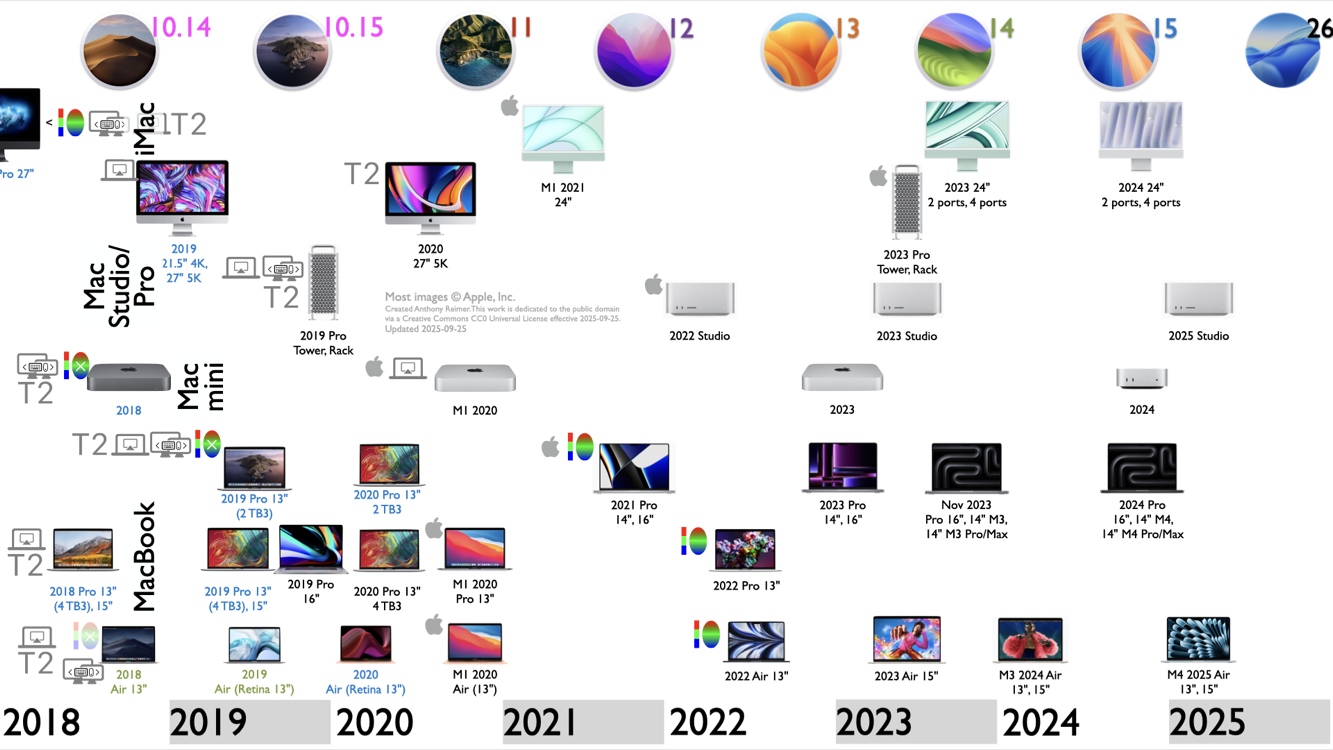 10.14
10.15
11
12
13
14
15
26
<
T2
iMac
Pro 27"
2019
21.5" 4K,
27" 5K
T2
2020
27" 5K
M1 2021
24"
2023 24"
2 ports, 4 ports
2024 24"
2 ports, 4 ports
Mac
Studio/
Pro
T2
2019 Pro
Tower, Rack
Most images © Apple, Inc.
Created Anthony Reimer. This work is dedicated to the public domain
via a Creative Commons CC0 Universal License effective 2025-09-25.
Updated 2025-09-25
2022 Studio
2023 Pro
Tower, Rack
2023 Studio
2025 Studio
T2
2018
Mac
mini
M1 2020
2023
2024
T2
2019 Pro 13"
(2 TB3)
2020 Pro 13"
2 TB3
2021 Pro
14", 16"
2023 Pro
14", 16"
Nov 2023
Pro 16", 14" M3,
14" M3 Pro/Max
2024 Pro
16", 14" M4,
14" M4 Pro/Max
MacBook
T2
2018 Pro 13"
(4 TB3), 15"
2019 Pro 13"
(4 TB3), 15"
2019 Pro
16"
2020 Pro 13"
4 TB3
M1 2020
Pro 13"
2022 Pro 13"
T2
2018
Air 13"
2019
Air (Retina 13")
2020
Air (Retina 13")
M1 2020
Air (13")
2022 Air 13"
2023 Air 15"
M3 2024 Air
13", 15"
M4 2025 Air
13", 15"
2018
2019
2020
2021
2022
2023
2024
2025